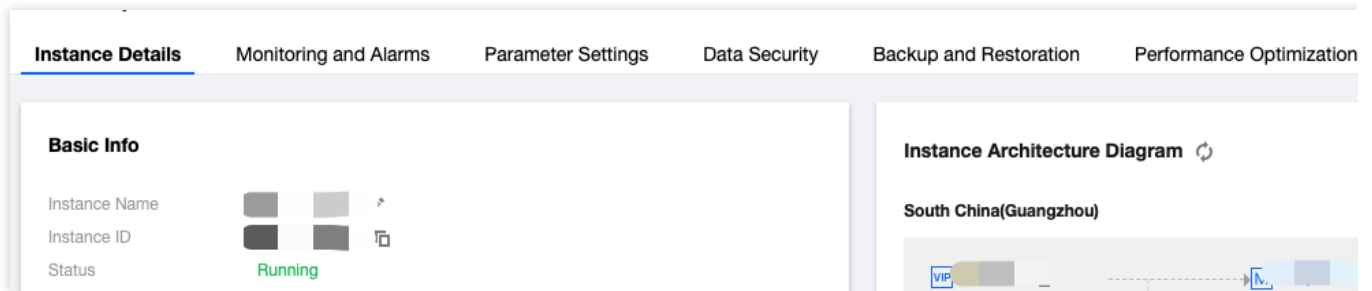 Instance Details Monitoring and Alarms Parameter Settings Data Security Backup and Restoration Performance Optimization
Basic Info
Instance Name
Instance ID
Status Running
Instance Architecture Diagram
South China(Guangzhou)
VIP